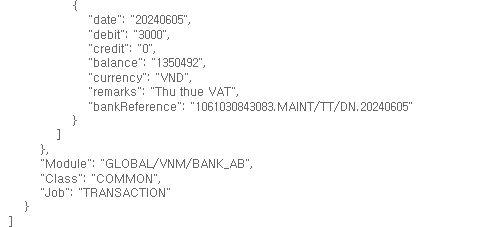 {
"date": "20240605",
"debit": "3000",
"credit": "0",
"balance": "1350492",
"currency": "VND",
"remarks": "Thu thue VAT",
"bankReference": "1061030843083.MAINT/TT/DN.20240605"
}
]
},
"Module": "GLOBAL/VNM/BANK_AB",
"Class": "COMMON",
"Job": "TRANSACTION"
}
]